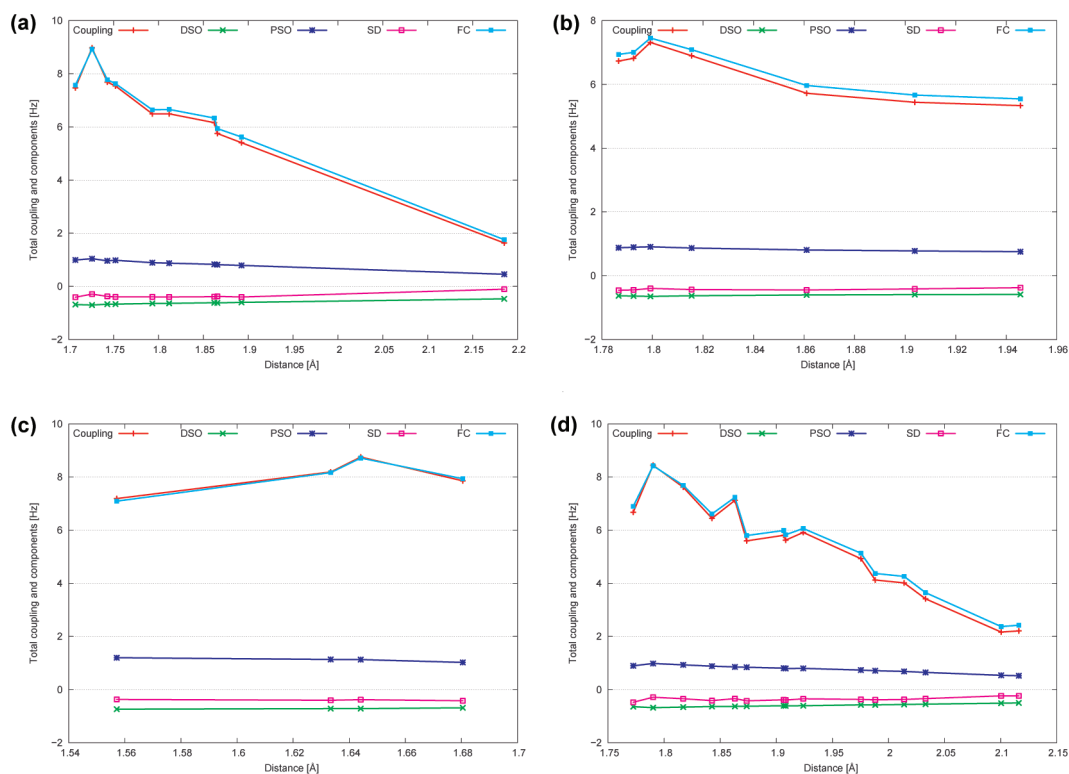 (a)
Coupling DSO PSO SD FC
Total coupling and components [Hz]
10
8
6
4
2
0
−2
1.7 1.75 1.8 1.85 1.9 1.95 2 2.05 2.1 2.15 2.2
Distance [Å]
(b)
Coupling DSO PSO SD FC
Total coupling and components [Hz]
8
6
4
2
0
−2
1.78 1.8 1.82 1.84 1.86 1.88 1.9 1.92 1.94 1.96
Distance [Å]
(c)
Coupling DSO PSO SD FC
Total coupling and components [Hz]
10
8
6
4
2
0
−2
1.54 1.56 1.58 1.6 1.62 1.64 1.66 1.68 1.7
Distance [Å]
(d)
Coupling DSO PSO SD FC
Total coupling and components [Hz]
10
8
6
4
2
0
−2
1.75 1.8 1.85 1.9 1.95 2 2.05 2.1 2.15
Distance [Å]